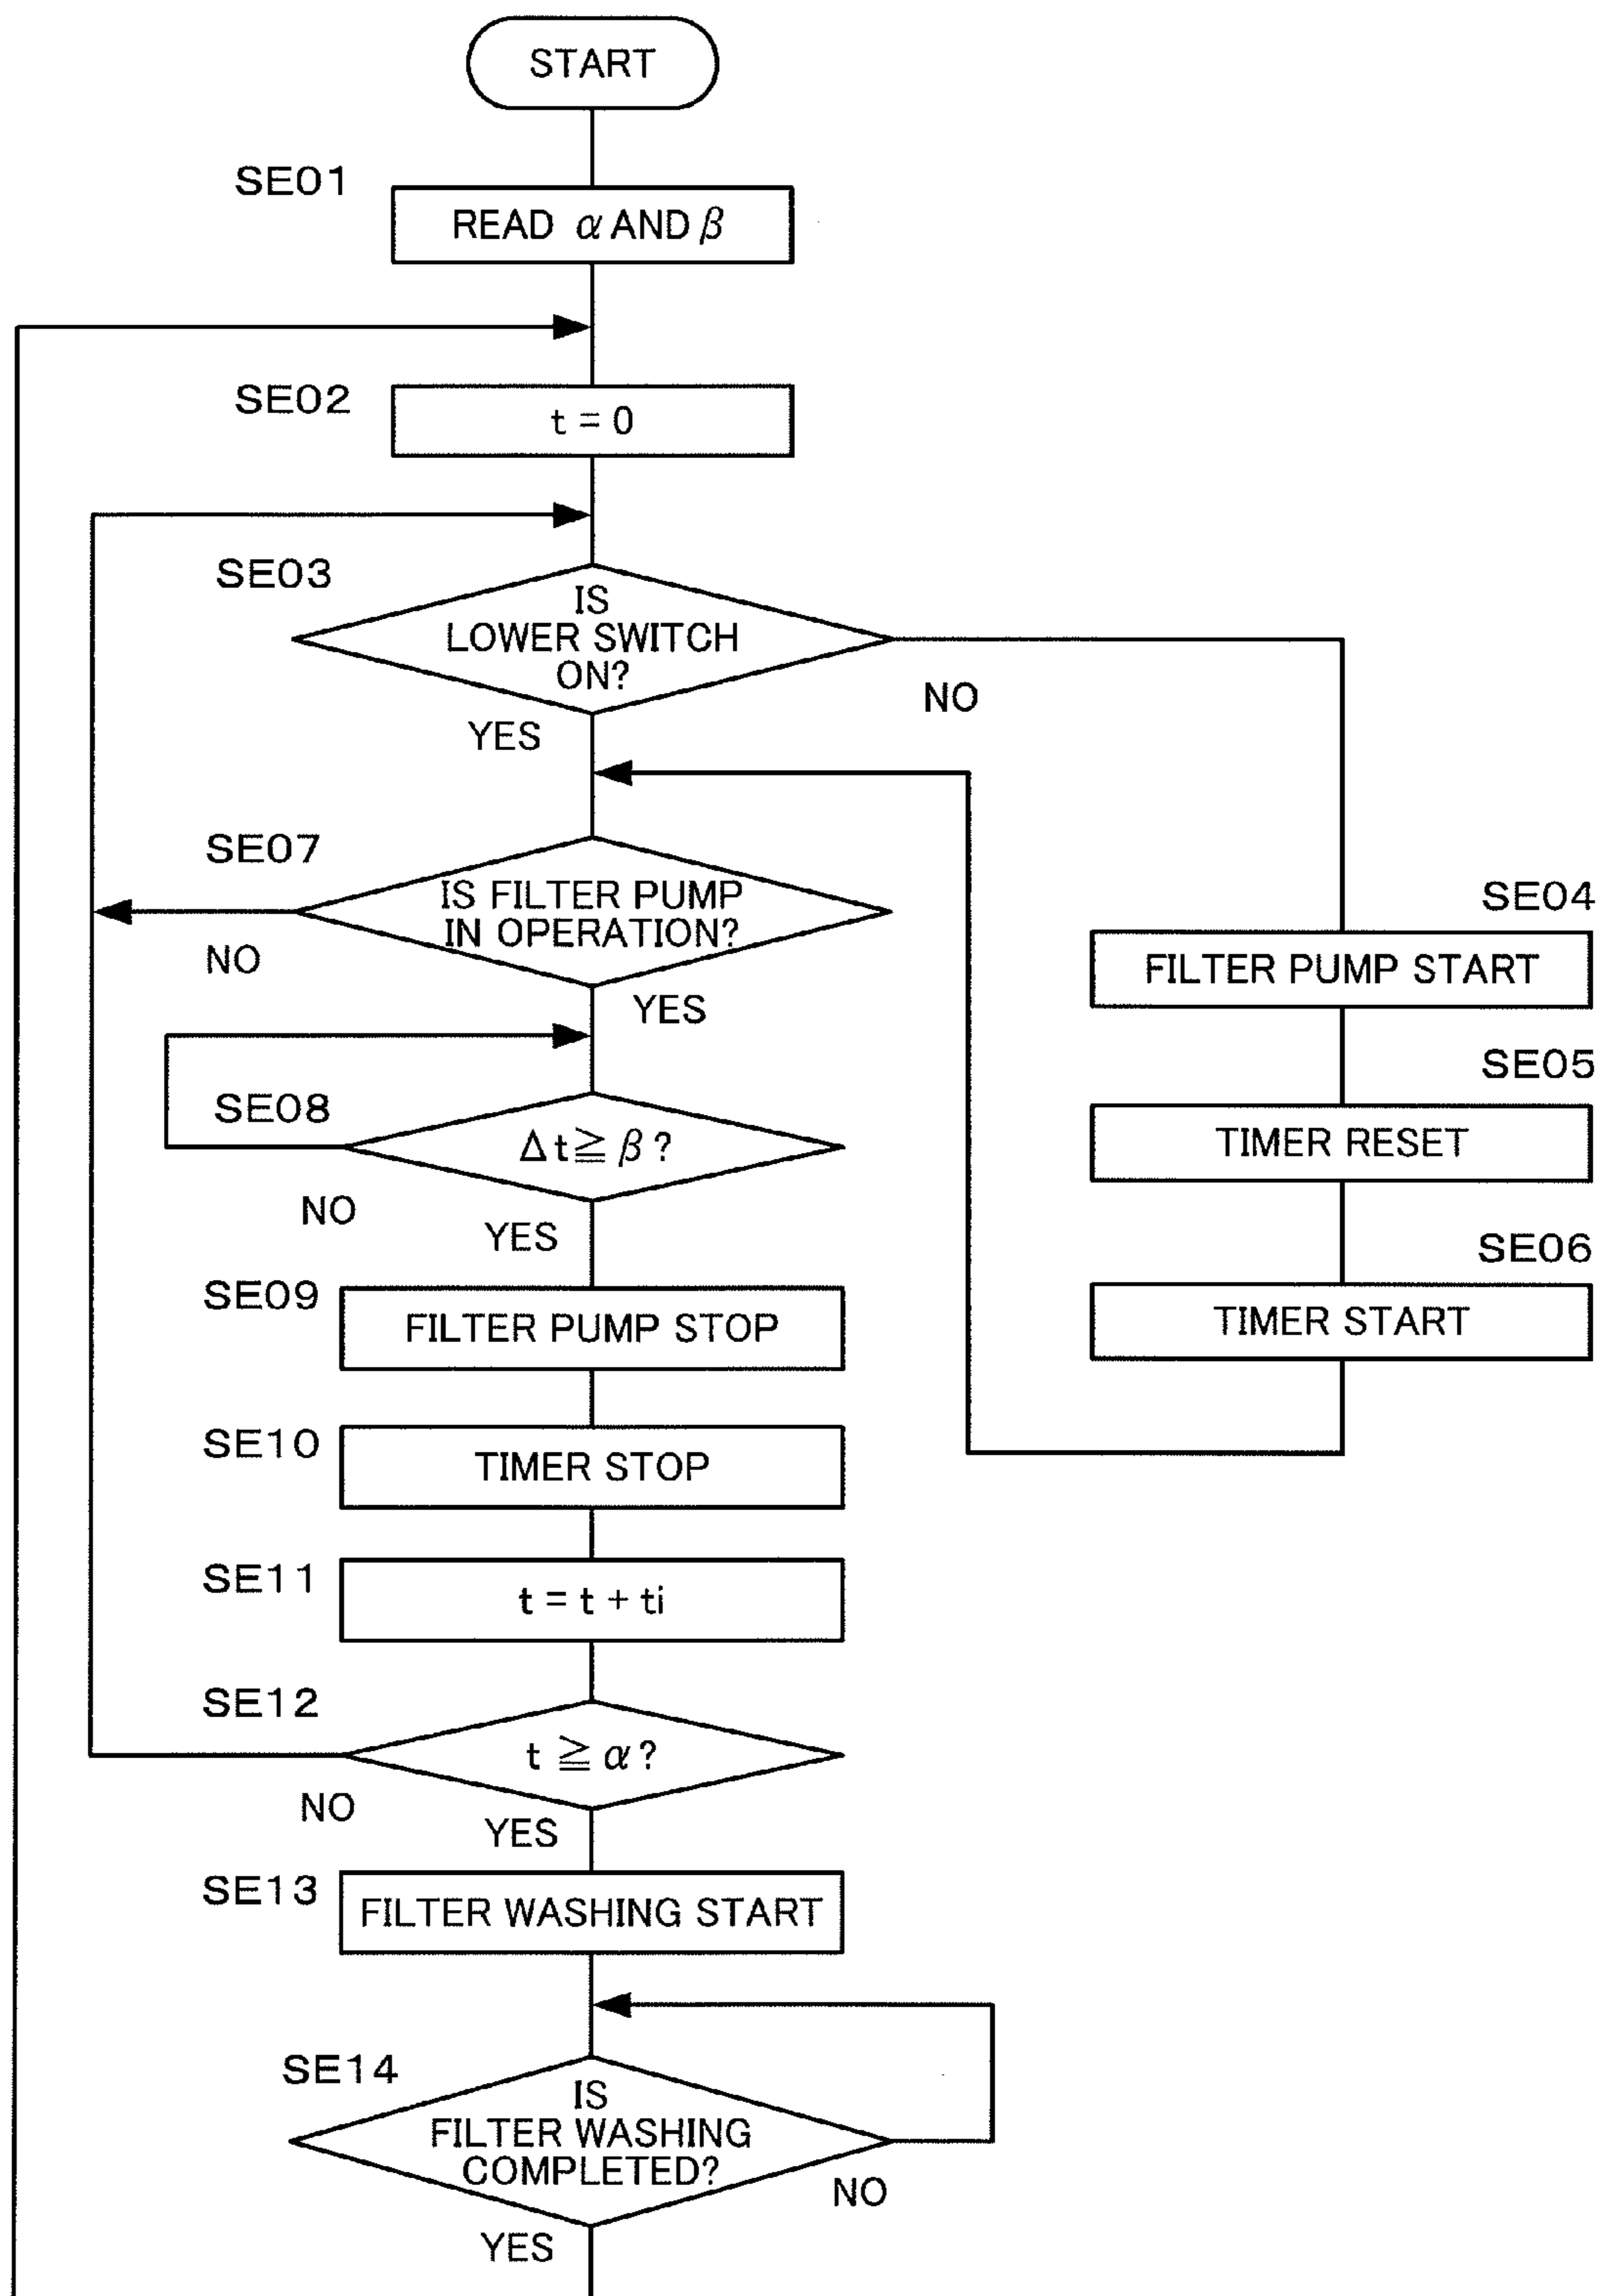 START
SE01
READ α AND β
SE02
t = 0
SE03
IS
LOWER SWITCH
ON?
NO
YES
SE07
IS FILTER PUMP
IN OPERATION?
NO
YES
SE04
FILTER PUMP START
SE05
TIMER RESET
SE06
TIMER START
SE08
Δt≧β?
NO
YES
SE09
FILTER PUMP STOP
SE10
TIMER STOP
SE11
t = t + ti
SE12
t ≧ α?
NO
YES
SE13
FILTER WASHING START
SE14
IS
FILTER WASHING
COMPLETED?
NO
YES